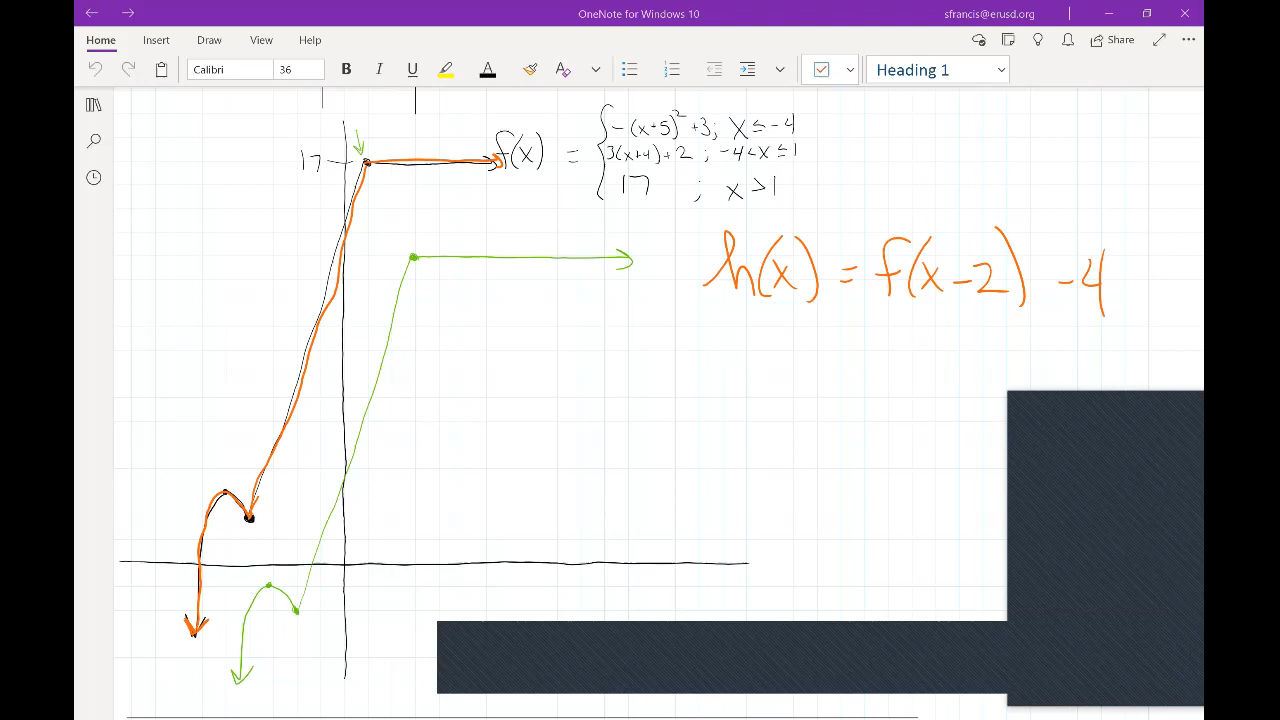 OneNote for Windows 10
sfrancis@erusd.org
Home Insert Draw View Help
Share
Calibri 36 B I U A Heading 1
17
f(x) = { -(x+5)² +3; x ≤ -4
3(x+4)+2 ; -4<x≤1
17 ; x >1
h(x) = f(x-2) -4